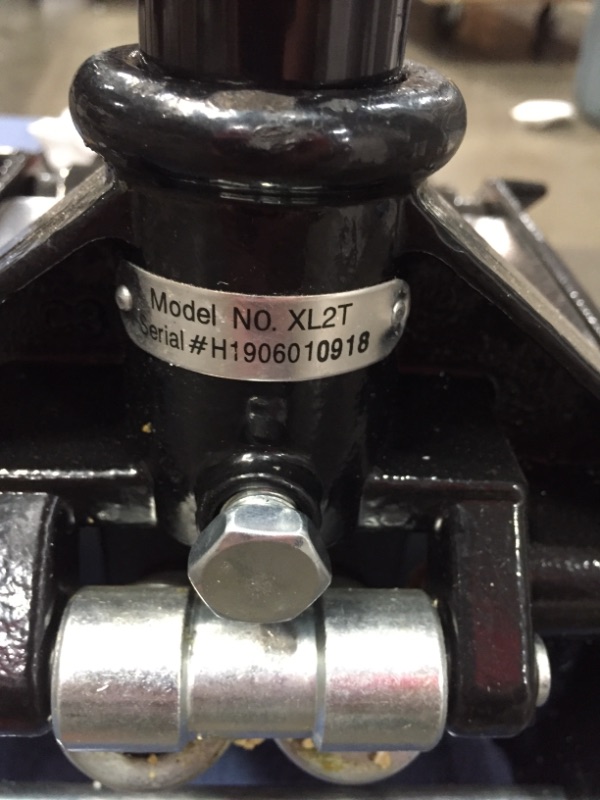 Model NO. XL2T
Serial #H1906010918